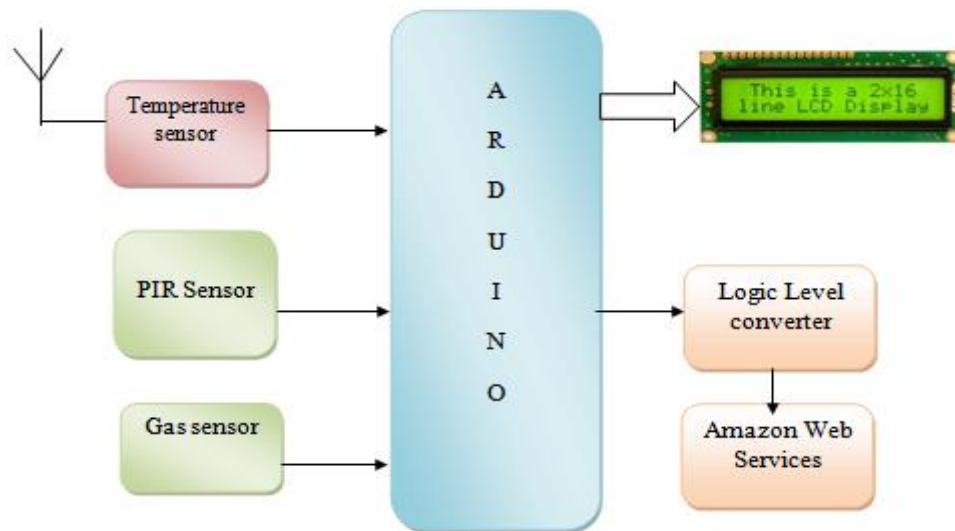 Temperature
sensor
PIR Sensor
Gas sensor
A
R
D
U
I
N
O
This is a 2x16
line LCD Display
Logic Level
converter
Amazon Web
Services